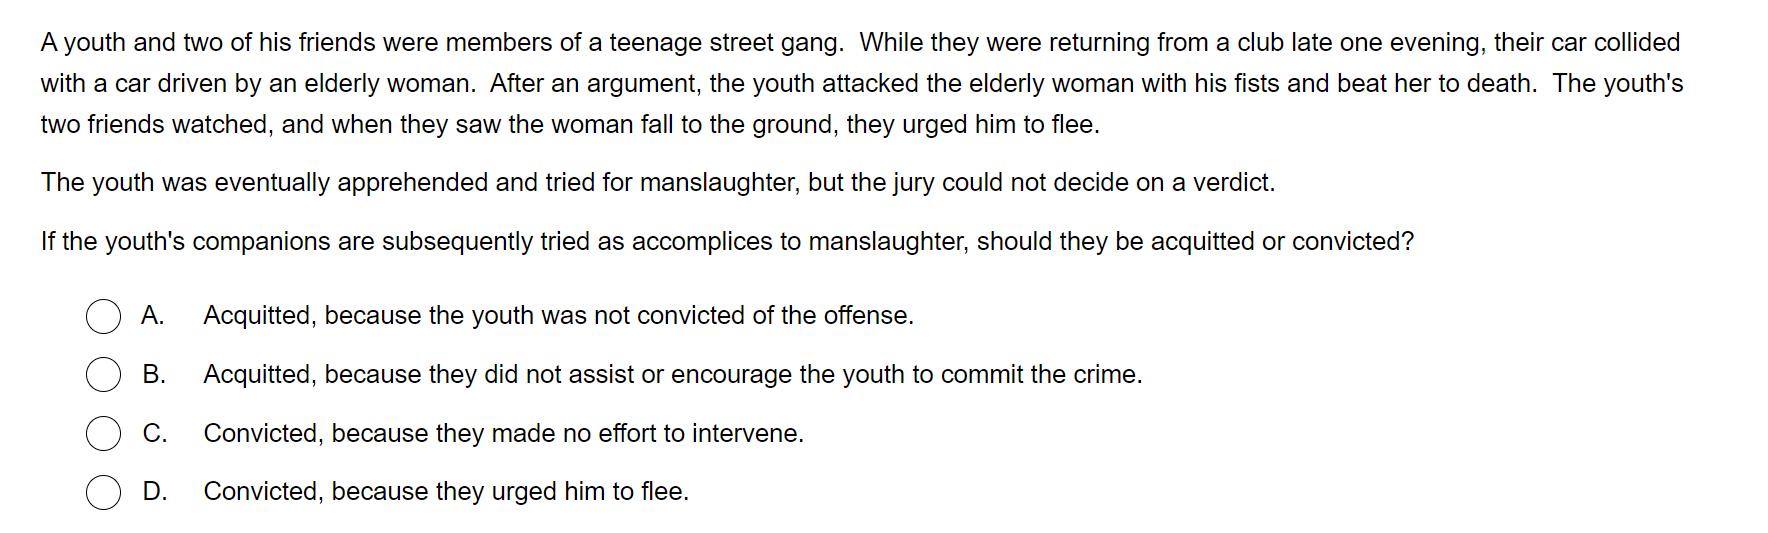 A youth and two of his friends were members of a teenage street gang.  While they were returning from a club late one evening, their car collided
with a car driven by an elderly woman.  After an argument, the youth attacked the elderly woman with his fists and beat her to death.  The youth's
two friends watched, and when they saw the woman fall to the ground, they urged him to flee.
The youth was eventually apprehended and tried for manslaughter, but the jury could not decide on a verdict.
If the youth's companions are subsequently tried as accomplices to manslaughter, should they be acquitted or convicted?
A. Acquitted, because the youth was not convicted of the offense.
B. Acquitted, because they did not assist or encourage the youth to commit the crime.
C. Convicted, because they made no effort to intervene.
D. Convicted, because they urged him to flee.